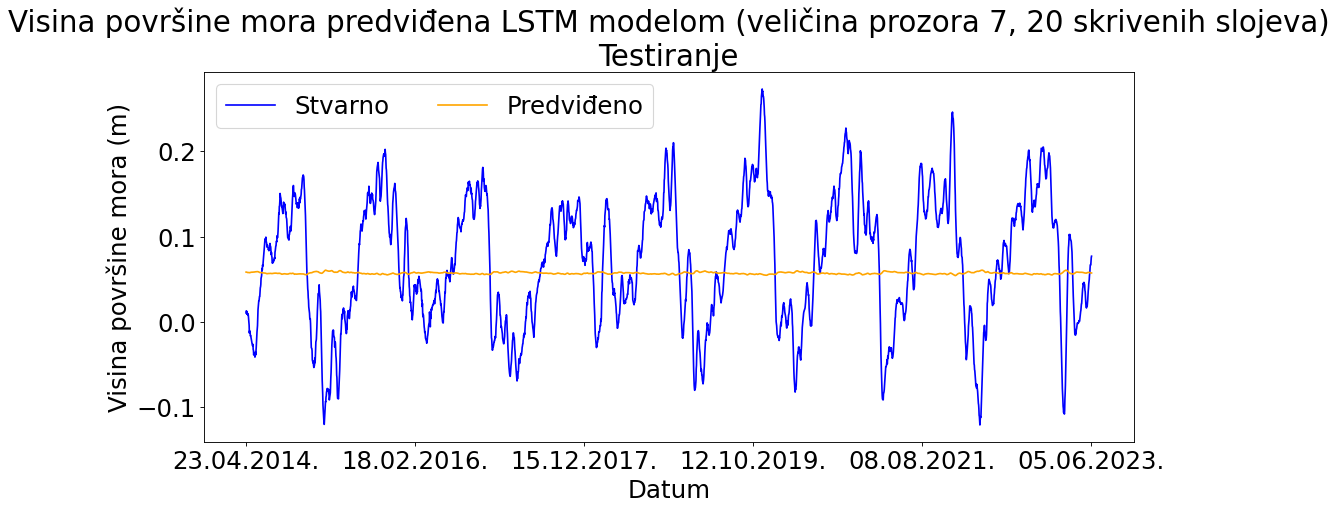 Visina površine mora predviđena LSTM modelom (veličina prozora 7, 20 skrivenih slojeva)
Testiranje
Stvarno
Predviđeno
Visina površine mora (m)
0.2
0.1
0.0
−0.1
23.04.2014. 18.02.2016. 15.12.2017. 12.10.2019. 08.08.2021. 05.06.2023.
Datum